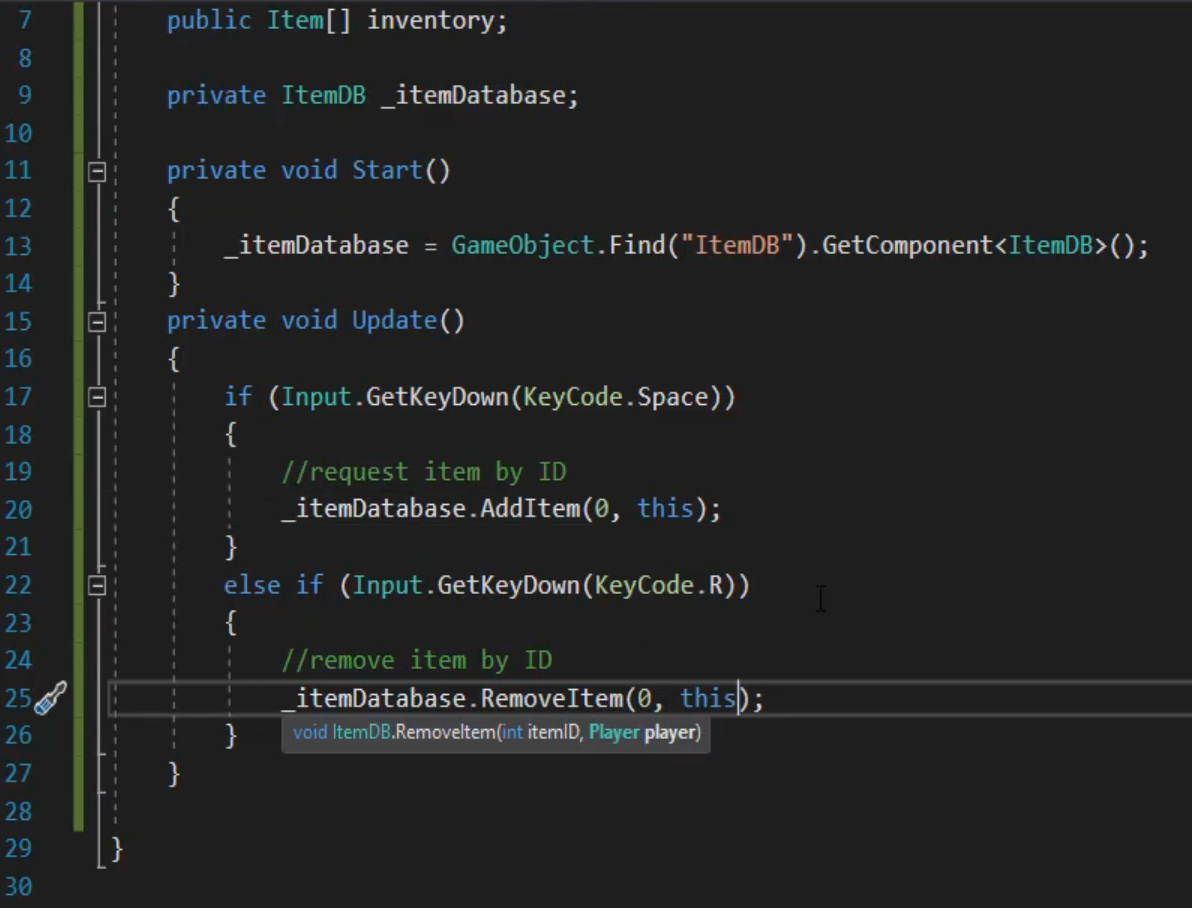 7 public Item[] inventory;
8
9 private ItemDB _itemDatabase;
10
11 private void Start()
12 {
13 _itemDatabase = GameObject.Find("ItemDB").GetComponent<ItemDB>();
14 }
15 private void Update()
16 {
17 if (Input.GetKeyDown(KeyCode.Space))
18 {
19 //request item by ID
20 _itemDatabase.AddItem(0, this);
21 }
22 else if (Input.GetKeyDown(KeyCode.R))
23 {
24 //remove item by ID
25 _itemDatabase.RemoveItem(0, this);
26 }
void ItemDB.RemoveItem(int itemID, Player player)
27 }
28
29 }
30